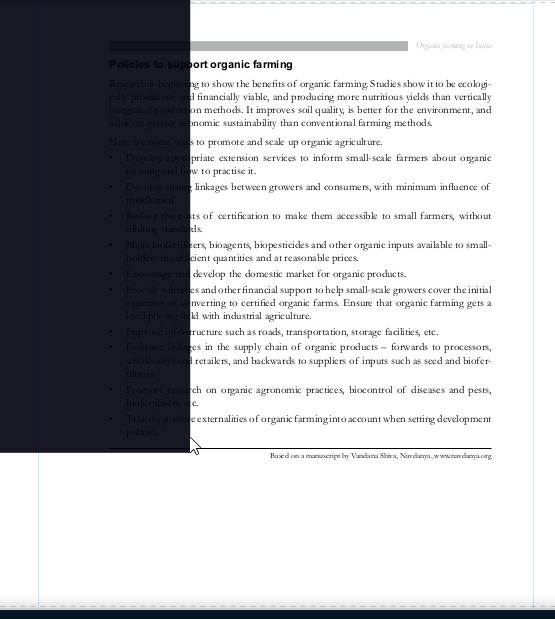 Organic farming in India
Policies to support organic farming
Research is beginning to show the benefits of organic farming. Studies show it to be ecologi-
cally productive and financially viable, and producing more nutritious yields than vertically
integrated production methods. It improves soil quality, is better for the environment, and
achieves greater economic sustainability than conventional farming methods.
Here are some ways to promote and scale up organic agriculture.
• Develop appropriate extension services to inform small-scale farmers about organic
farming and how to practise it.
• Develop strong linkages between growers and consumers, with minimum influence of
middlemen.
• Reduce the costs of certification to make them accessible to small farmers, without
diluting standards.
• Make biofertilizers, bioagents, biopesticides and other organic inputs available to small-
holders in sufficient quantities and at reasonable prices.
• Encourage and develop the domestic market for organic products.
• Provide subsidies and other financial support to help small-scale growers cover the initial
expenses of converting to certified organic farms. Ensure that organic farming gets a
level playing field with industrial agriculture.
• Improve infrastructure such as roads, transportation, storage facilities, etc.
• Enhance linkages in the supply chain of organic products – forwards to processors,
wholesalers and retailers, and backwards to suppliers of inputs such as seed and biofer-
tilizers.
• Promote research on organic agronomic practices, biocontrol of diseases and pests,
biofertilizers, etc.
• Take the positive externalities of organic farming into account when setting development
policies.
Based on a manuscript by Vandana Shiva, Navdanya, www.navdanya.org